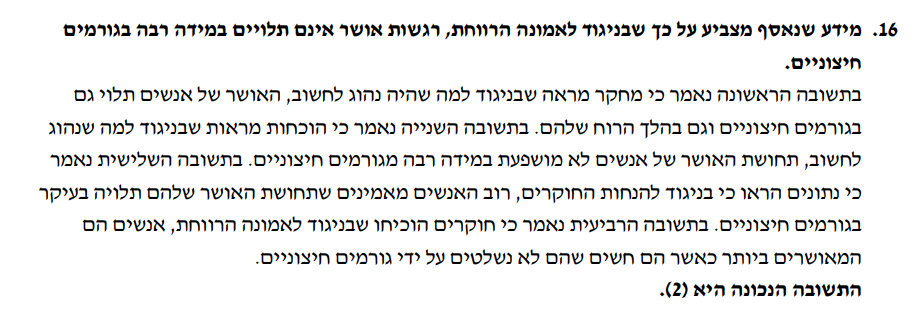 16. מידע שנאסף מצביע על כך שבניגוד לאמונה הרווחת, רגשות אושר אינם תלויים במידה רבה בגורמים
חיצוניים.
בתשובה הראשונה נאמר כי מחקר מראה שבניגוד למה שהיה נהוג לחשוב, האושר של אנשים תלוי גם
בגורמים חיצוניים וגם בהלך הרוח שלהם. בתשובה השנייה נאמר כי הוכחות מראות שבניגוד למה שנהוג
לחשוב, תחושת האושר של אנשים לא מושפעת במידה רבה מגורמים חיצוניים. בתשובה השלישית נאמר
כי נתונים הראו כי בניגוד להנחות החוקרים, רוב האנשים מאמינים שתחושת האושר שלהם תלויה בעיקר
בגורמים חיצוניים. בתשובה הרביעית נאמר כי חוקרים הוכיחו שבניגוד לאמונה הרווחת, אנשים הם
המאושרים ביותר כאשר הם חשים שהם לא נשלטים על ידי גורמים חיצוניים.
התשובה הנכונה היא (2).